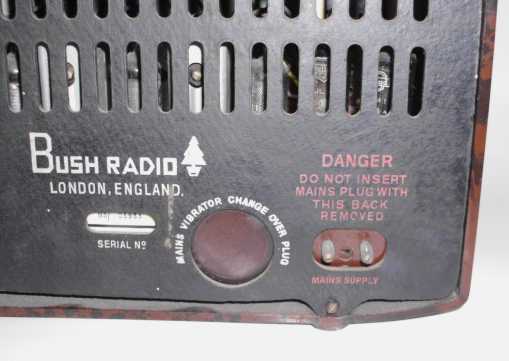 BUSH RADIO
LONDON, ENGLAND.
SERIAL Nº
MAINS VIBRATOR CHANGE OVER PLUG
DANGER
DO NOT INSERT
MAINS PLUG WITH
THIS BACK
REMOVED
MAINS SUPPLY